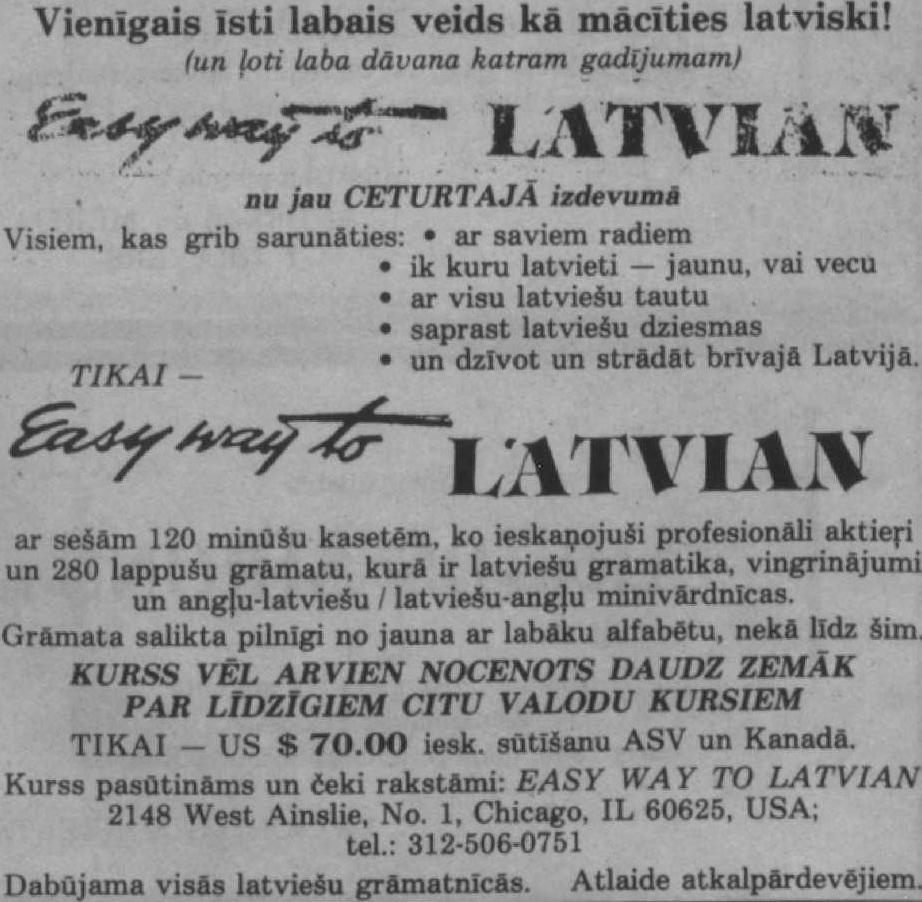 Vienīgais īsti labais veids kā mācīties latviski!
(un ļoti laba dāvana katram gadījumam)
Easy way to LATVIAN
nu jau CETURTAJĀ izdevumā
Visiem, kas grib sarunāties: • ar saviem radiem
• ik kuru latvieti — jaunu, vai vecu
• ar visu latviešu tautu
• saprast latviešu dziesmas
• un dzīvot un strādāt brīvajā Latvijā.
TIKAI —
Easy way to LATVIAN
ar sešām 120 minūšu kasetēm, ko ieskaņojuši profesionāli aktieŗi
un 280 lappušu grāmatu, kurā ir latviešu gramatika, vingrinājumi
un angļu-latviešu / latviešu-angļu minivārdnīcas.
Grāmata salikta pilnīgi no jauna ar labāku alfabētu, nekā līdz šim.
KURSS VĒL ARVIEN NOCENOTS DAUDZ ZEMĀK
PAR LĪDZĪGIEM CITU VALODU KURSIEM
TIKAI — US $ 70.00 iesk. sūtīšanu ASV un Kanadā.
Kurss pasūtināms un čeki rakstāmi: EASY WAY TO LATVIAN
2148 West Ainslie, No. 1, Chicago, IL 60625, USA;
tel.: 312-506-0751
Dabūjama visās latviešu grāmatnīcās. Atlaide atkalpārdevējiem.